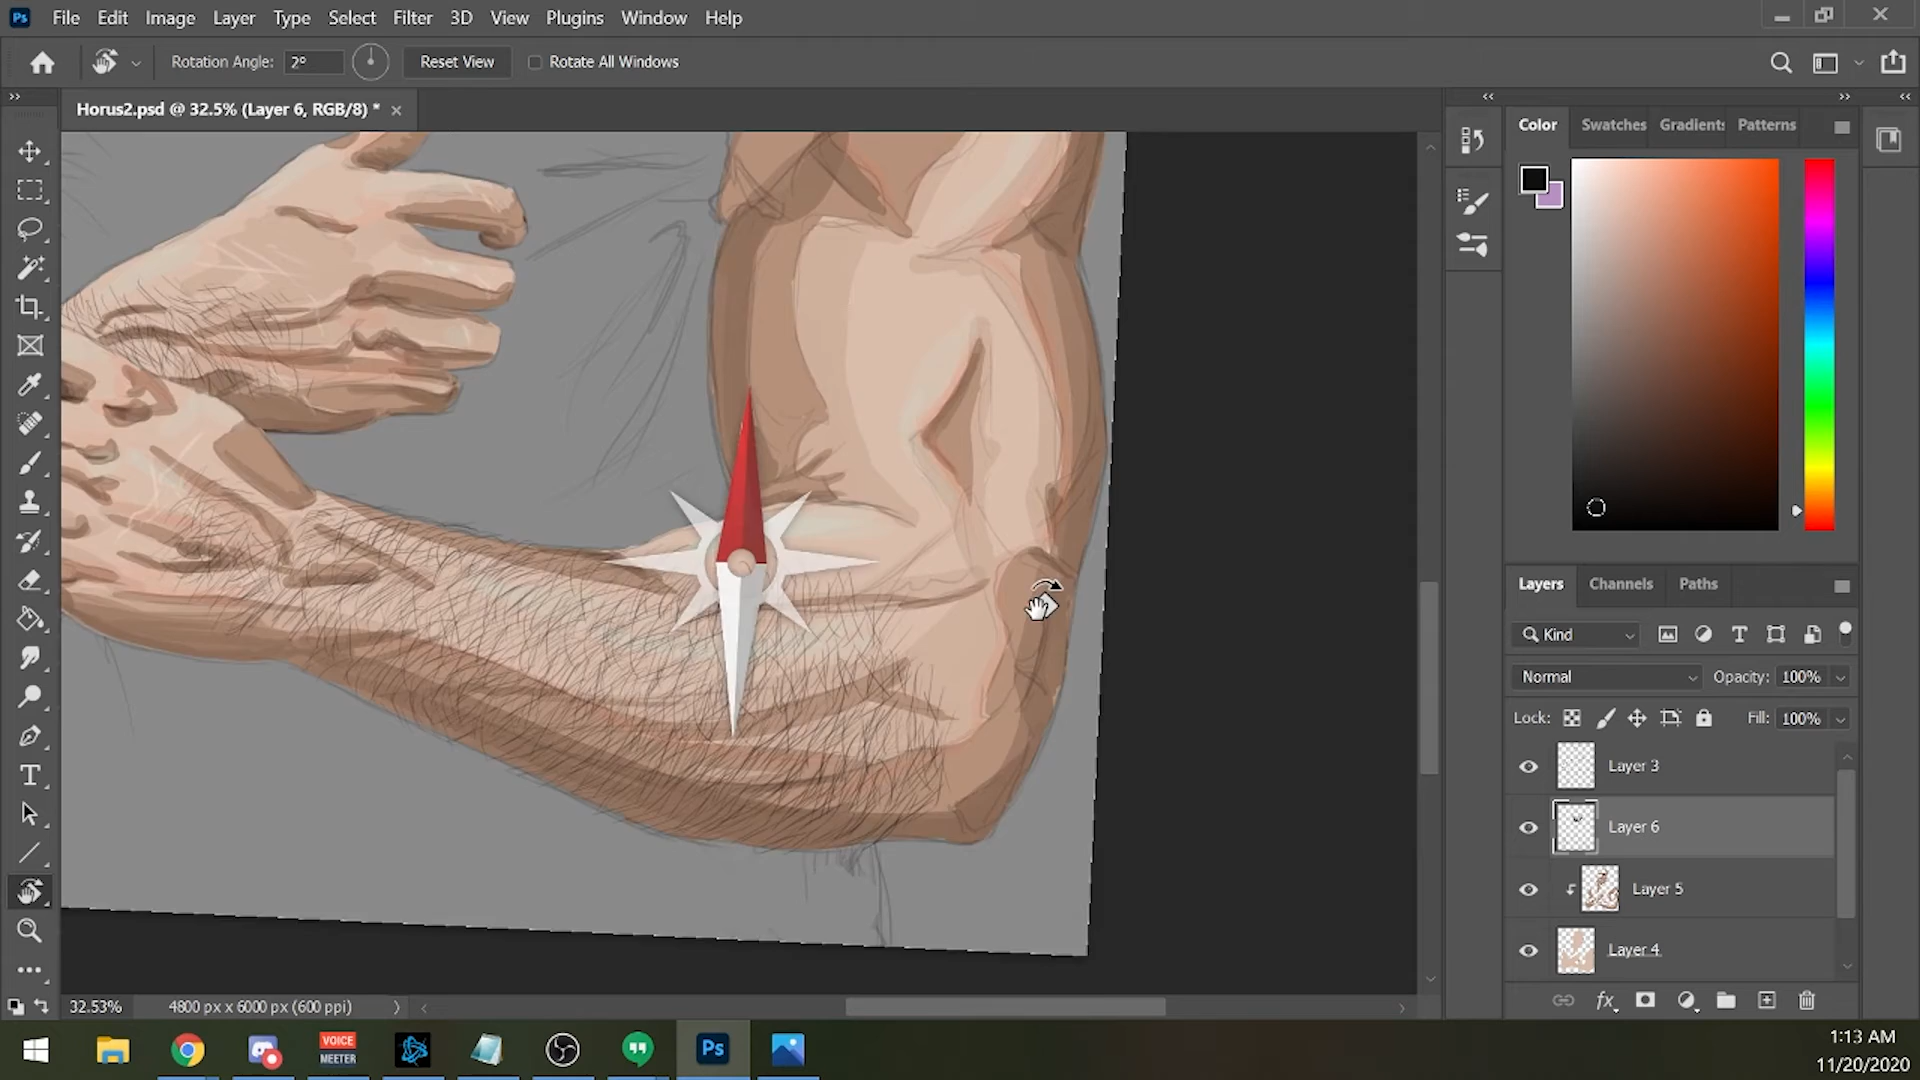 Ps File Edit Image Layer Type Select Filter 3D View Plugins Window Help
Rotation Angle: 2° Reset View Rotate All Windows
Horus2.psd @ 32.5% (Layer 6, RGB/8) *
Color Swatches Gradients Patterns
Layers Channels Paths
Kind
Normal Opacity: 100%
Lock: Fill: 100%
Layer 3
Layer 6
Layer 5
Layer 4
32.53% 4800 px x 6000 px (600 ppi)
VOICE
MEETER
Ps
1:13 AM
11/20/2020